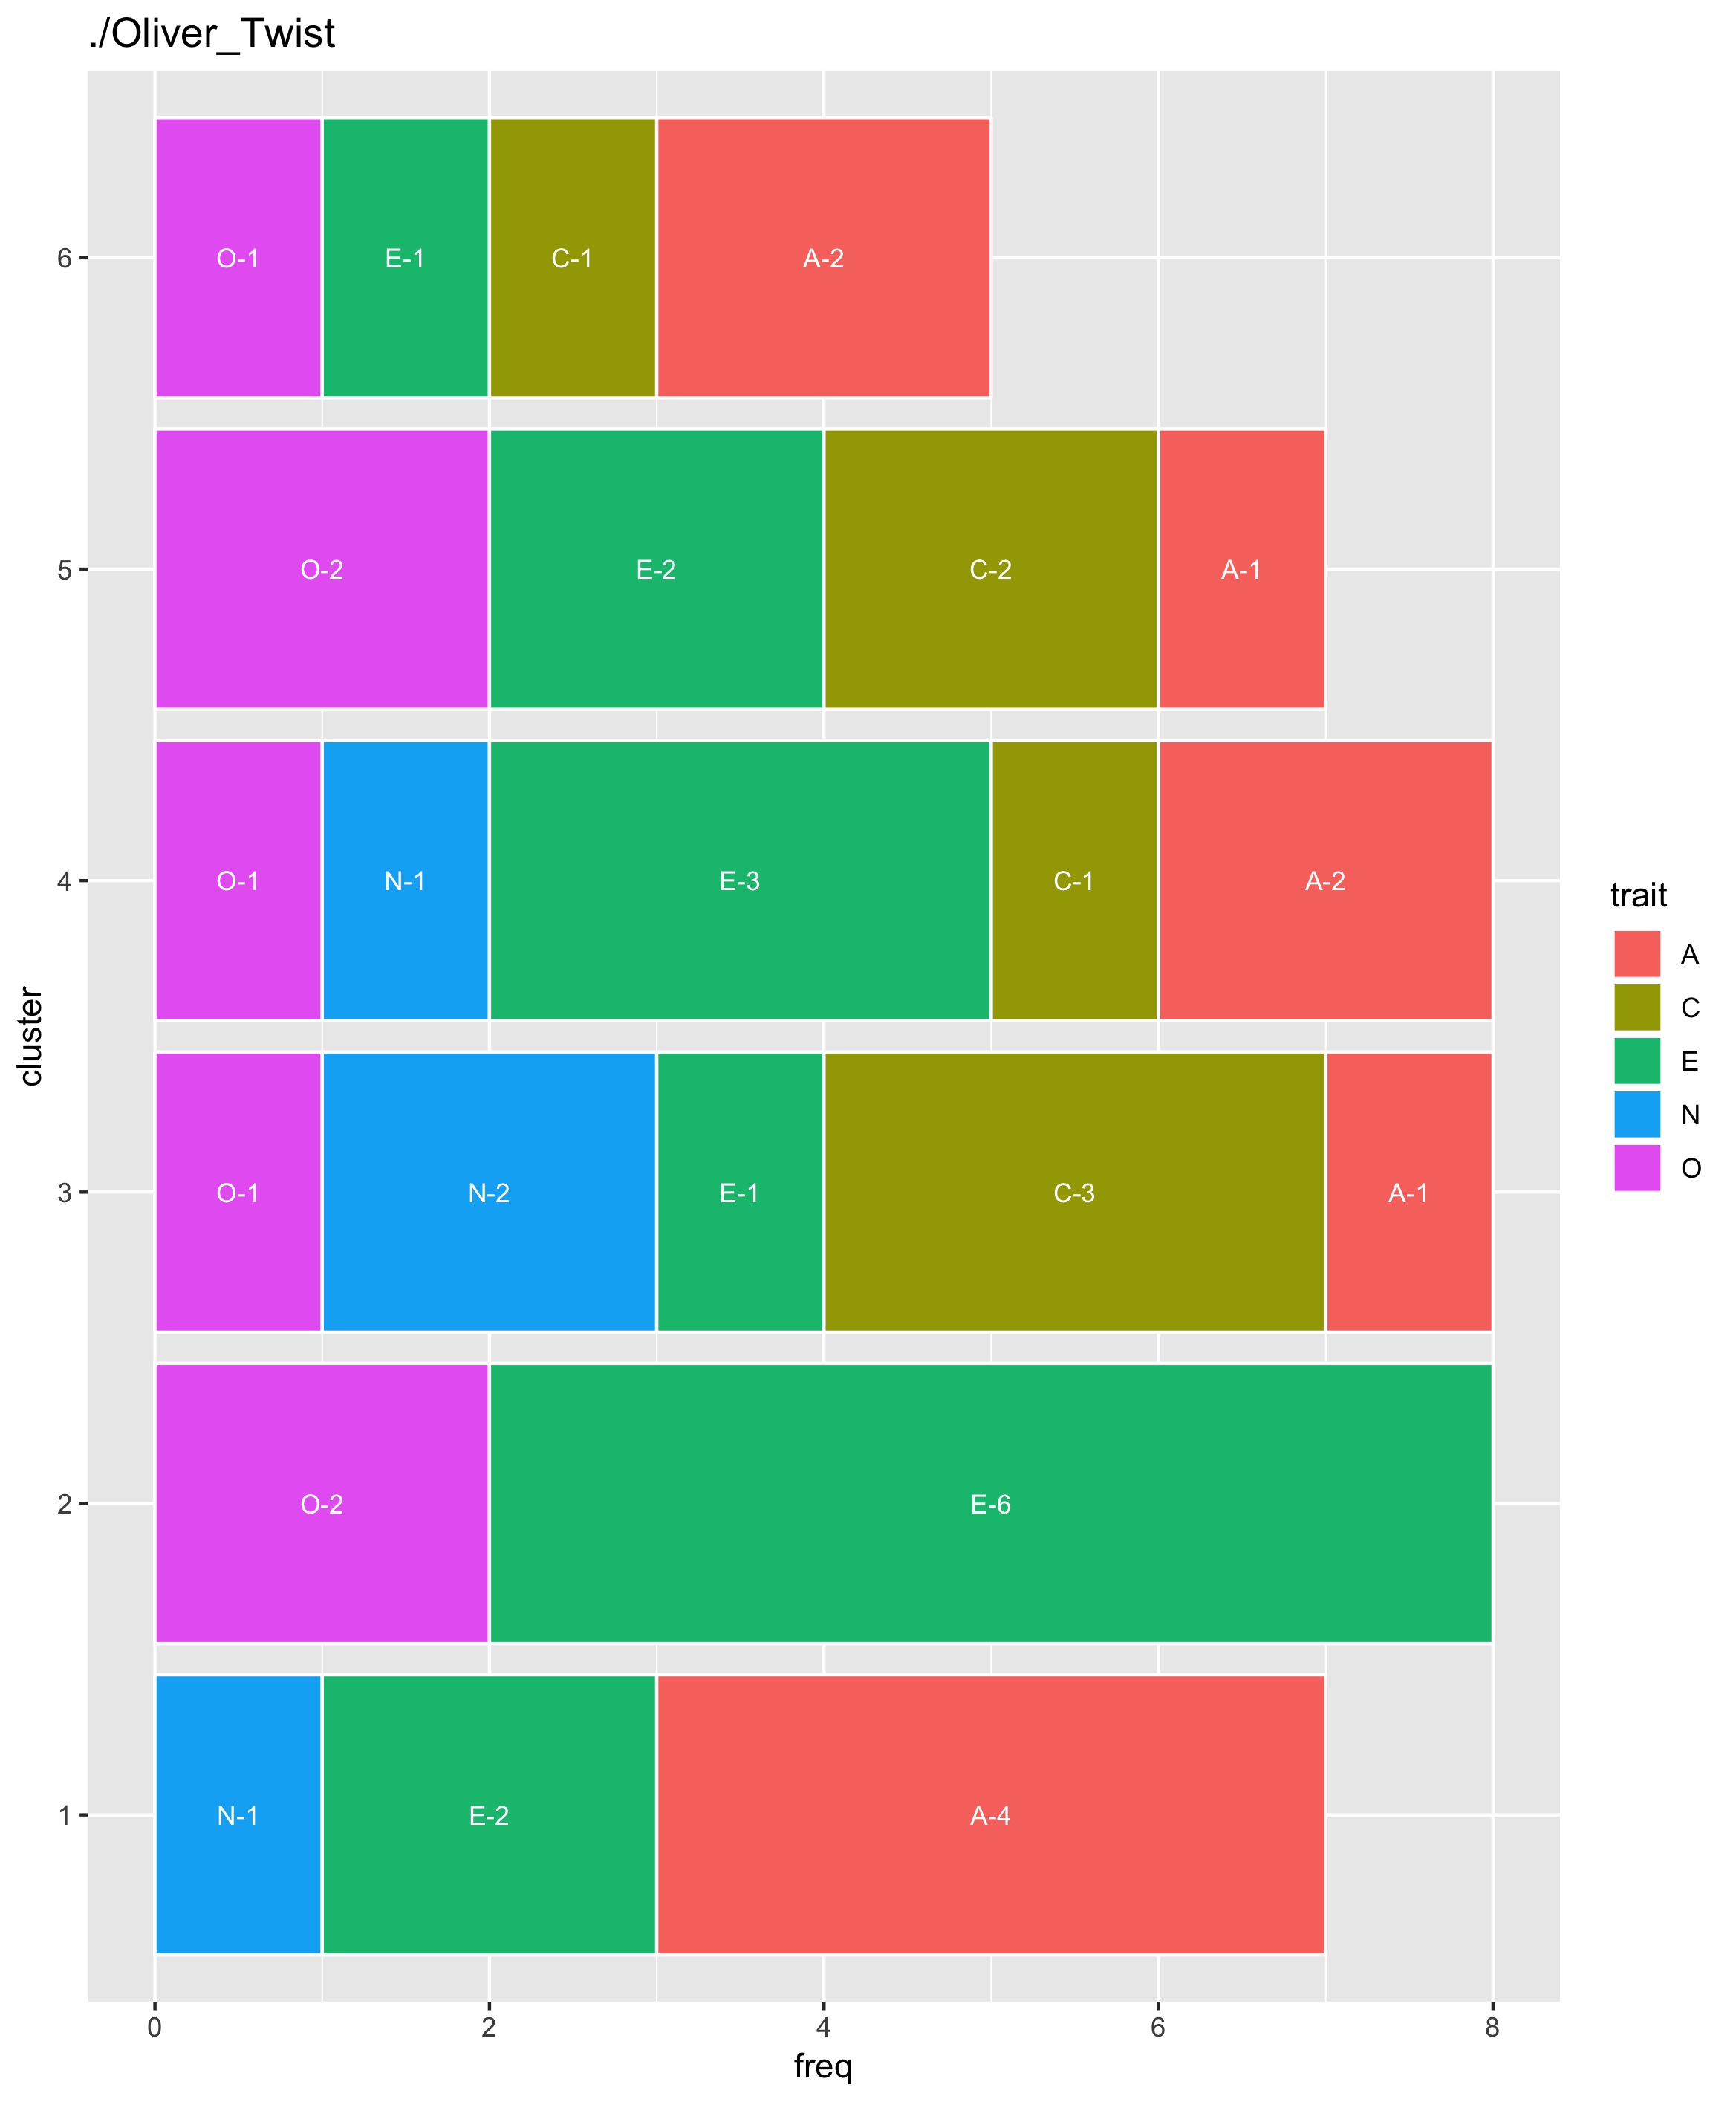 ./Oliver_Twist
6
O-1 E-1 C-1 A-2
5
O-2 E-2 C-2 A-1
4
O-1 N-1 E-3 C-1 A-2
3
O-1 N-2 E-1 C-3 A-1
2
O-2 E-6
1
N-1 E-2 A-4
0 2 4 6 8
freq
cluster
trait
A
C
E
N
O